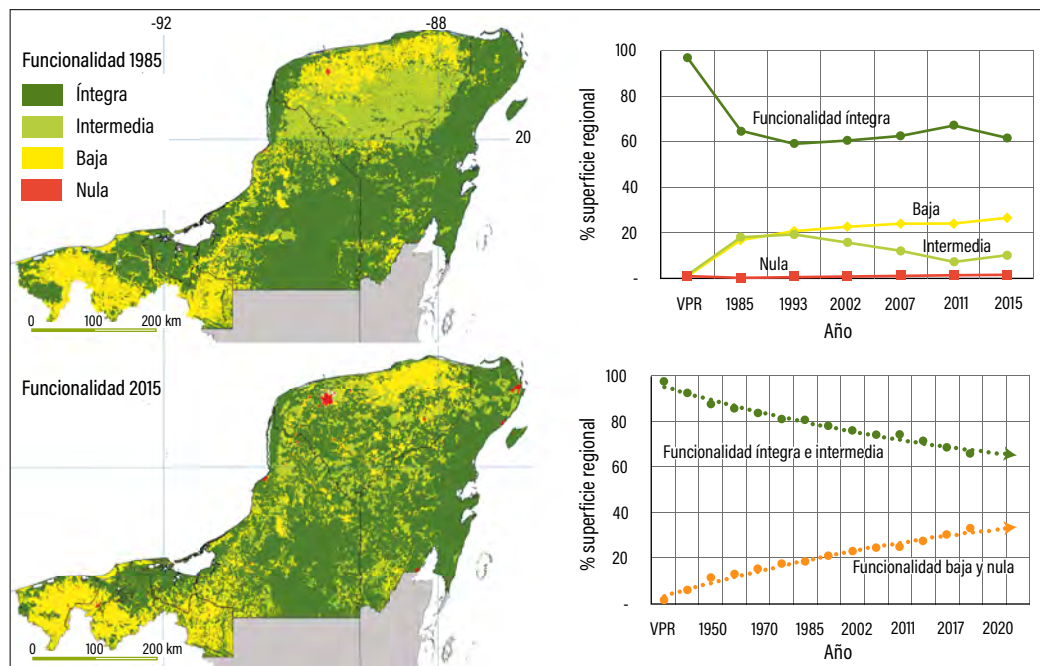 -92
-88
20
Funcionalidad 1985
Íntegra
Intermedia
Baja
Nula
0 100 200 km
Funcionalidad 2015
0 100 200 km
100
80
60
40
20
-
% superficie regional
Funcionalidad íntegra
Baja
Intermedia
Nula
VPR 1985 1993 2002 2007 2011 2015
Año
100
80
60
40
20
-
% superficie regional
Funcionalidad íntegra e intermedia
Funcionalidad baja y nula
VPR 1950 1970 1985 2002 2011 2017 2020
Año